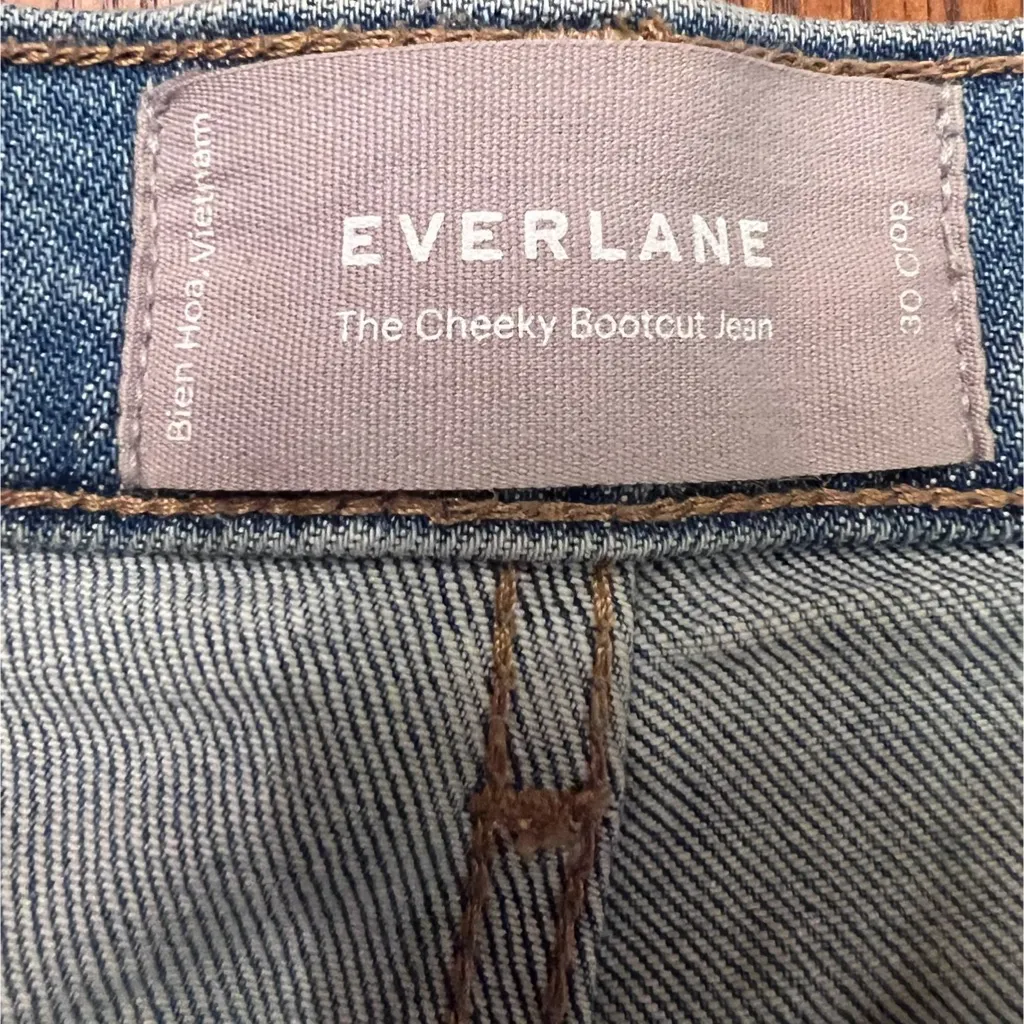 Bien Hoa, Vietnam
EVERLANE
The Cheeky Bootcut Jean
30 Crop